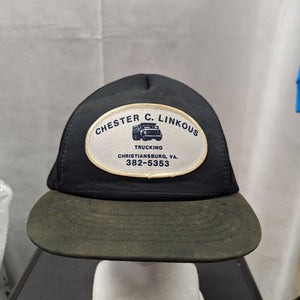 CHESTER C. LINKOUS
TRUCKING
CHRISTIANSBURG, VA.
382-5353